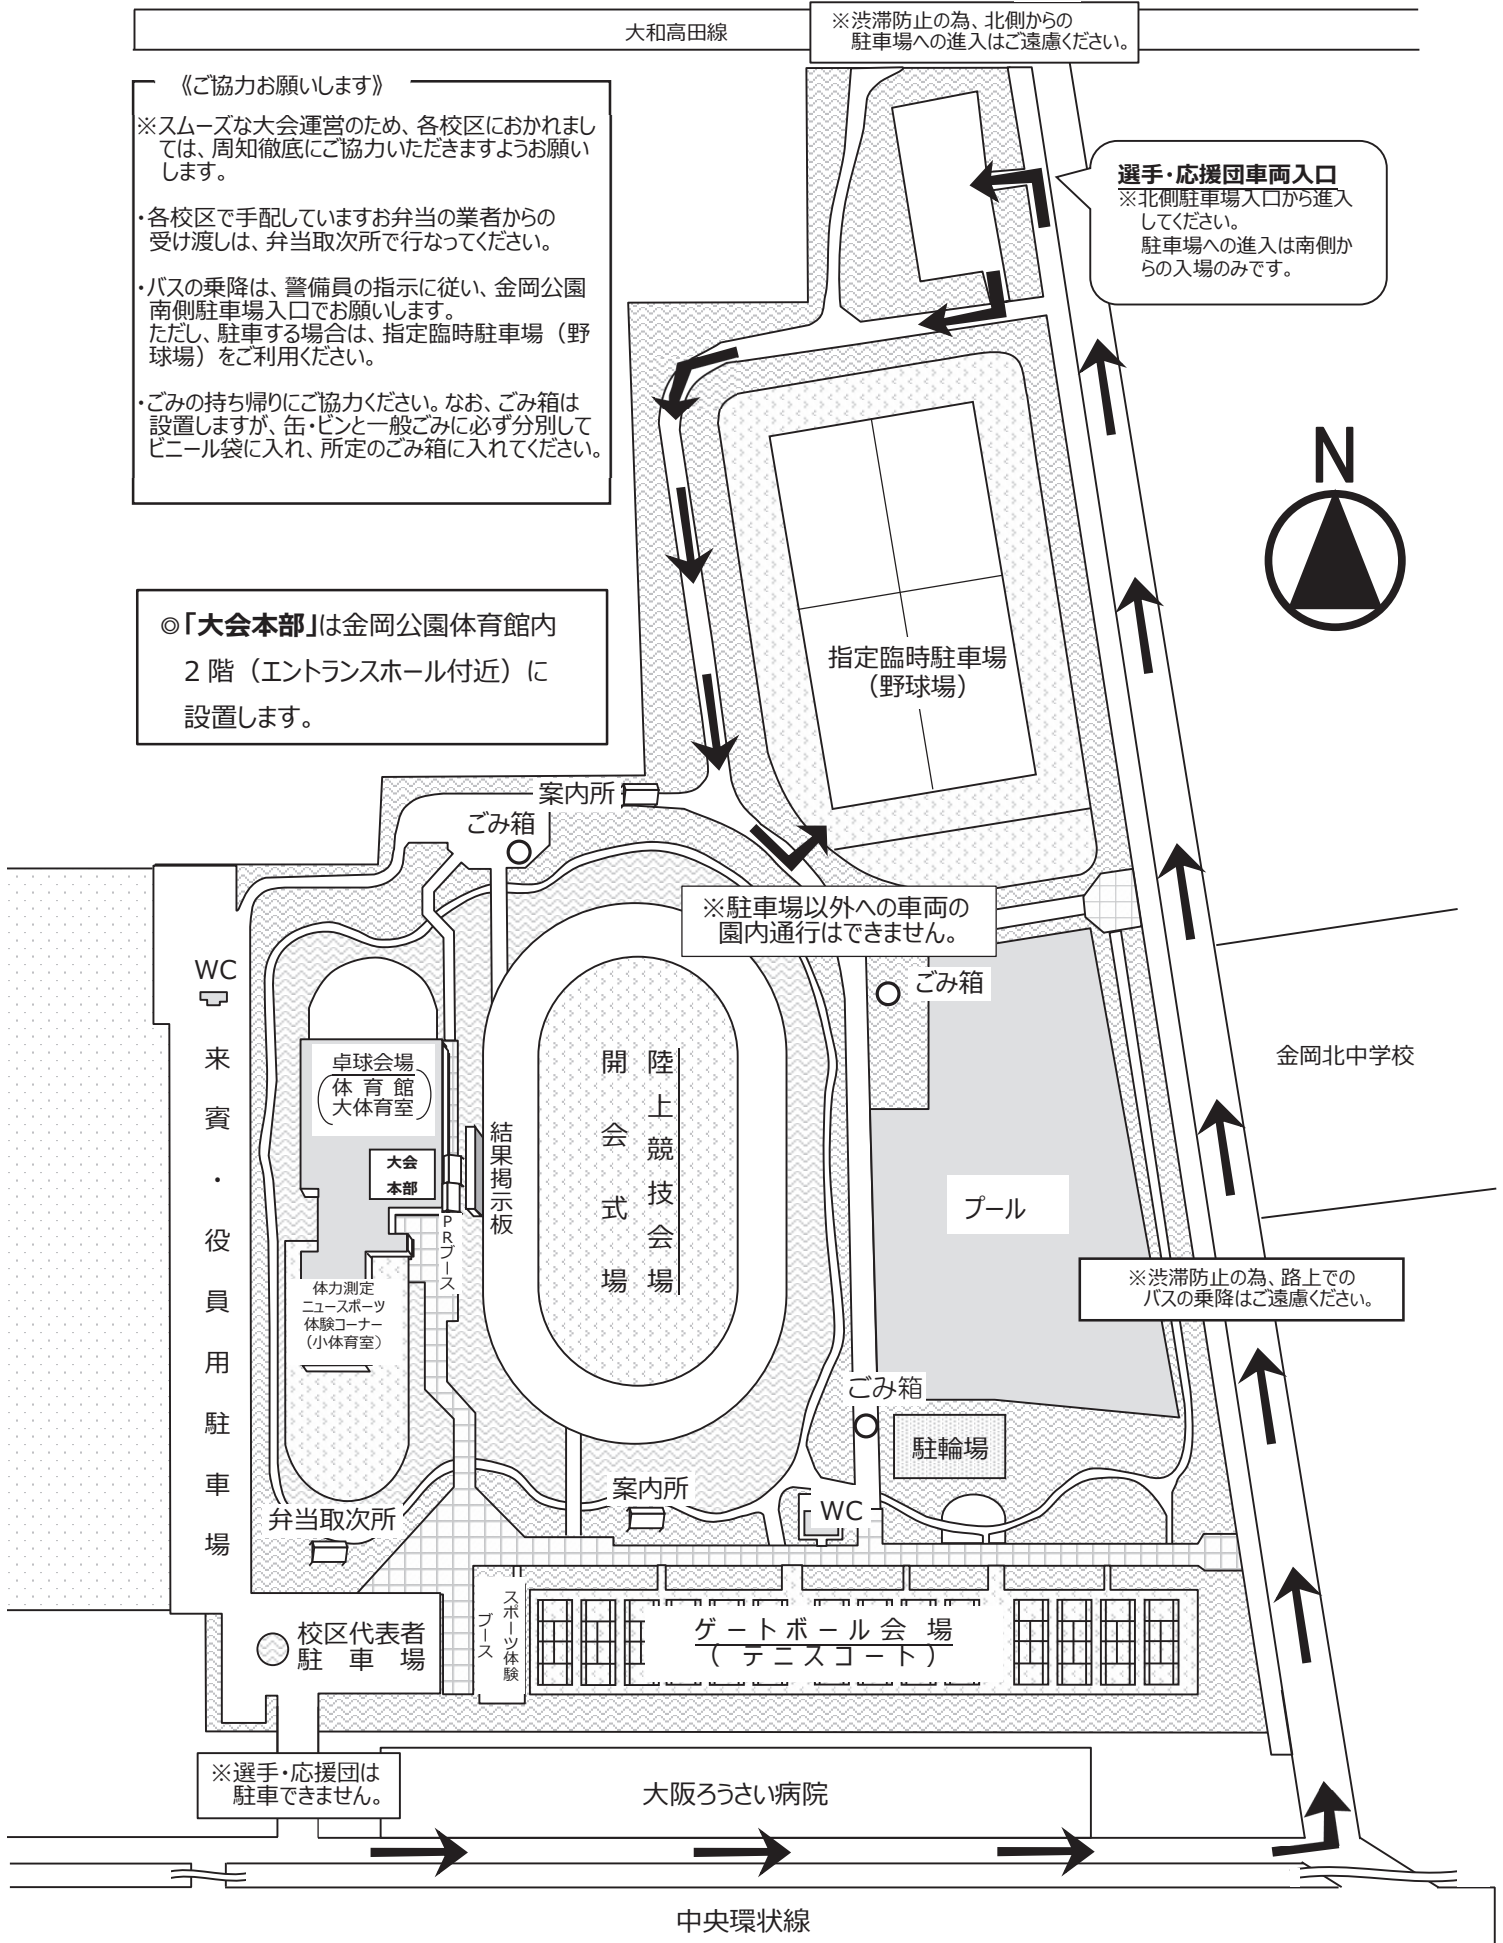 大和高田線
※渋滞防止の為、北側からの
駐車場への進入はご遠慮ください。
《ご協力お願いします》
※スムーズな大会運営のため、各校区におかれまし
ては、周知徹底にご協力いただきますようお願い
します。
・各校区で手配していますお弁当の業者からの
受け渡しは、弁当取次所で行なってください。
・バスの乗降は、警備員の指示に従い、金岡公園
南側駐車場入口でお願いします。
ただし、駐車する場合は、指定臨時駐車場（野
球場）をご利用ください。
・ごみの持ち帰りにご協力ください。なお、ごみ箱は
設置しますが、缶・ビンと一般ごみに必ず分別して
ビニール袋に入れ、所定のごみ箱に入れてください。
選手・応援団車両入口
※北側駐車場入口から進入
してください。
駐車場への進入は南側か
らの入場のみです。
N
◎「大会本部」は金岡公園体育館内
2 階（エントランスホール付近）に
設置します。
指定臨時駐車場
（野球場）
案内所
ごみ箱
※駐車場以外への車両の
園内通行はできません。
WC
ごみ箱
来賓・役員用駐車場
卓球会場
体育館
大体育室
大会
本部
結果掲示板
PRブース
陸上競技会場
開会式場
プール
金岡北中学校
体力測定
ニュースポーツ
体験コーナー
（小体育室）
※渋滞防止の為、路上での
バスの乗降はご遠慮ください。
ごみ箱
駐輪場
案内所
WC
弁当取次所
校区代表者
駐車場
スポーツ体験
ブース
ゲートボール会場
（テニスコート）
※選手・応援団は
駐車できません。
大阪ろうさい病院
中央環状線